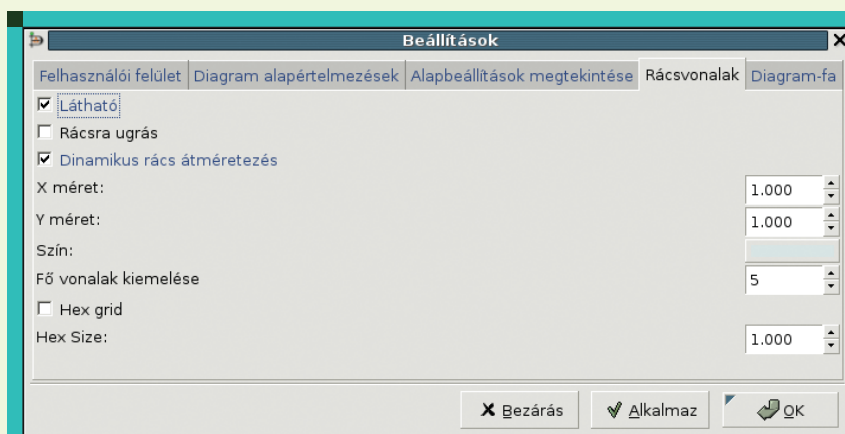 Beállítások
Felhasználói felület Diagram alapértelmezések Alapbeállítások megtekintése Rácsvonalak Diagram-fa
Látható
Rácsra ugrás
Dinamikus rács átméretezés
X méret: 1.000
Y méret: 1.000
Szín:
Fő vonalak kiemelése 5
Hex grid
Hex Size: 1.000
Bezárás Alkalmaz OK